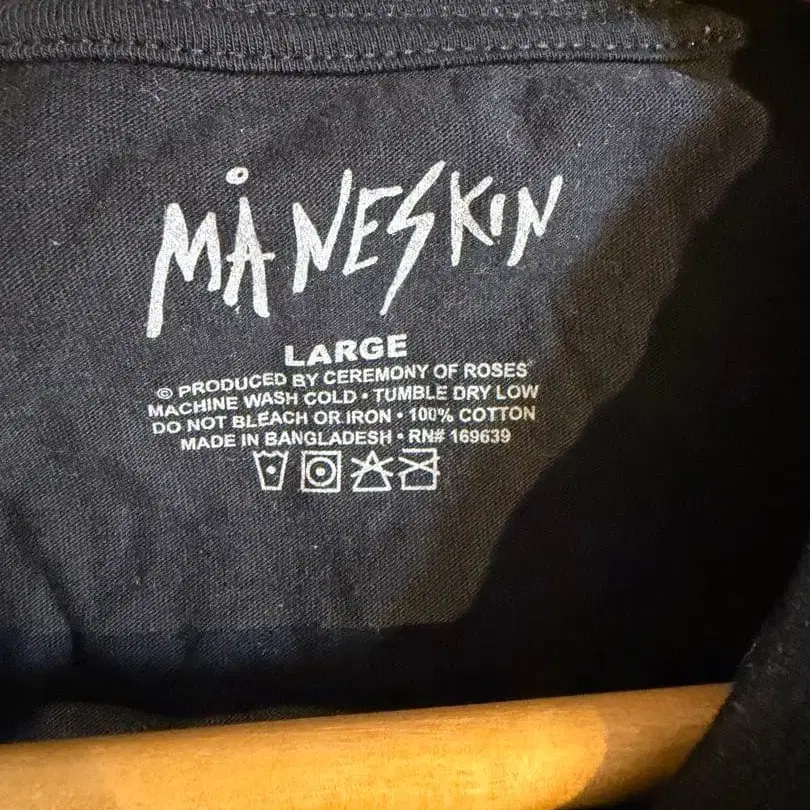 MÅNESKIN
LARGE
© PRODUCED BY CEREMONY OF ROSES
MACHINE WASH COLD • TUMBLE DRY LOW
DO NOT BLEACH OR IRON • 100% COTTON
MADE IN BANGLADESH • RN# 169639